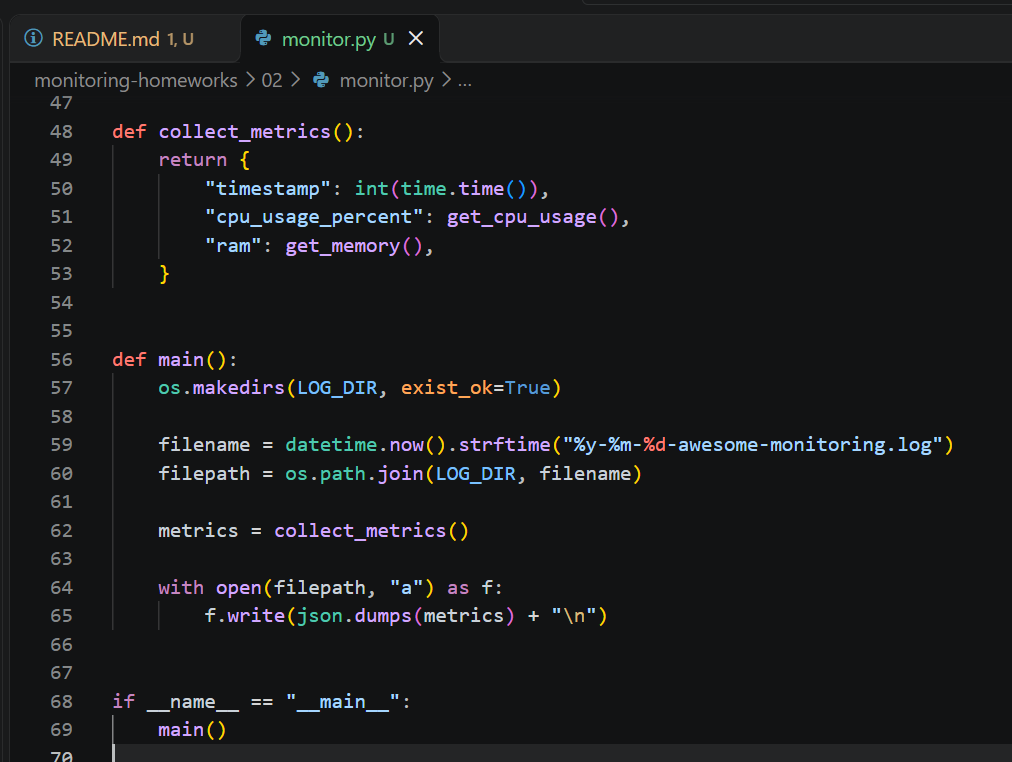 README.md 1, U
monitor.py U
monitoring-homeworks > 02 > monitor.py > ...
47
48 def collect_metrics():
49     return {
50         "timestamp": int(time.time()),
51         "cpu_usage_percent": get_cpu_usage(),
52         "ram": get_memory(),
53     }
54
55
56 def main():
57     os.makedirs(LOG_DIR, exist_ok=True)
58
59     filename = datetime.now().strftime("%y-%m-%d-awesome-monitoring.log")
60     filepath = os.path.join(LOG_DIR, filename)
61
62     metrics = collect_metrics()
63
64     with open(filepath, "a") as f:
65         f.write(json.dumps(metrics) + "\n")
66
67
68 if __name__ == "__main__":
69     main()
70